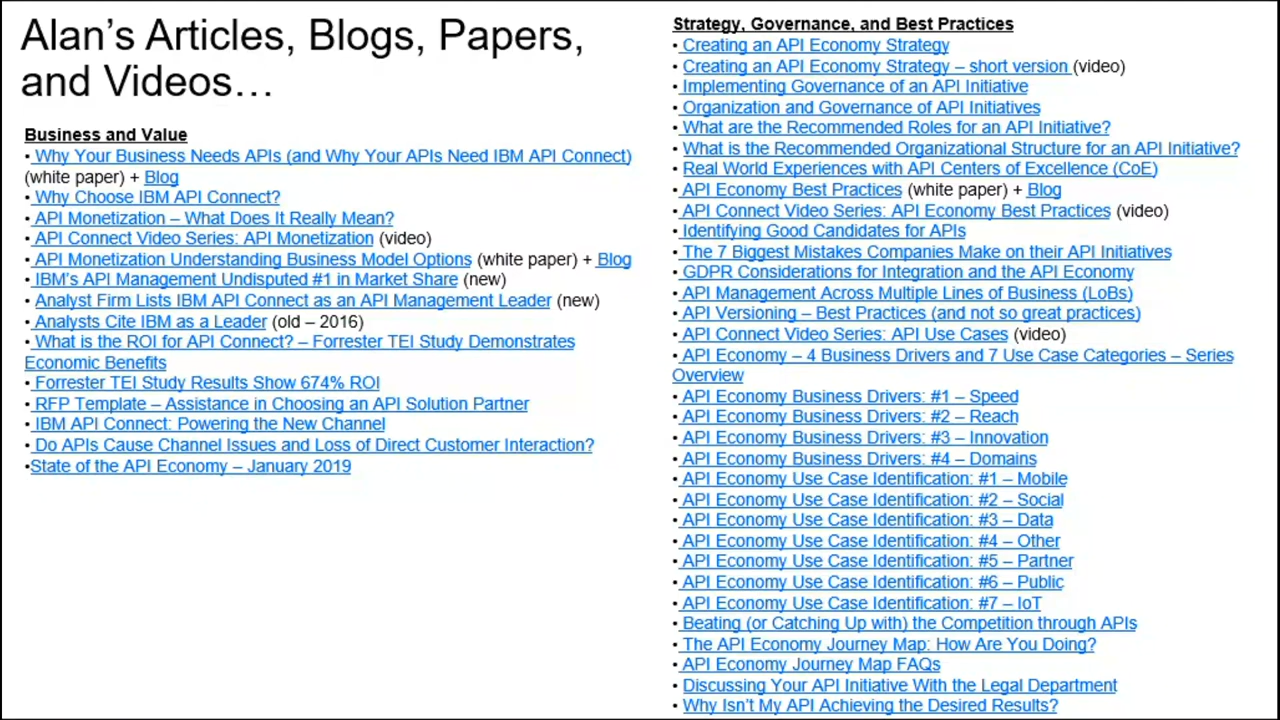 Alan’s Articles, Blogs, Papers,
and Videos…
Business and Value
• Why Your Business Needs APIs (and Why Your APIs Need IBM API Connect)
(white paper) + Blog
• Why Choose IBM API Connect?
• API Monetization – What Does It Really Mean?
• API Connect Video Series: API Monetization (video)
• API Monetization Understanding Business Model Options (white paper) + Blog
• IBM’s API Management Undisputed #1 in Market Share (new)
• Analyst Firm Lists IBM API Connect as an API Management Leader (new)
• Analysts Cite IBM as a Leader (old – 2016)
• What is the ROI for API Connect? – Forrester TEI Study Demonstrates
Economic Benefits
• Forrester TEI Study Results Show 674% ROI
• RFP Template – Assistance in Choosing an API Solution Partner
• IBM API Connect: Powering the New Channel
• Do APIs Cause Channel Issues and Loss of Direct Customer Interaction?
•State of the API Economy – January 2019
Strategy, Governance, and Best Practices
• Creating an API Economy Strategy
• Creating an API Economy Strategy – short version (video)
• Implementing Governance of an API Initiative
• Organization and Governance of API Initiatives
• What are the Recommended Roles for an API Initiative?
• What is the Recommended Organizational Structure for an API Initiative?
• Real World Experiences with API Centers of Excellence (CoE)
• API Economy Best Practices (white paper) + Blog
• API Connect Video Series: API Economy Best Practices (video)
• Identifying Good Candidates for APIs
• The 7 Biggest Mistakes Companies Make on their API Initiatives
• GDPR Considerations for Integration and the API Economy
• API Management Across Multiple Lines of Business (LoBs)
• API Versioning – Best Practices (and not so great practices)
• API Connect Video Series: API Use Cases (video)
• API Economy – 4 Business Drivers and 7 Use Case Categories – Series
Overview
• API Economy Business Drivers: #1 – Speed
• API Economy Business Drivers: #2 – Reach
• API Economy Business Drivers: #3 – Innovation
• API Economy Business Drivers: #4 – Domains
• API Economy Use Case Identification: #1 – Mobile
• API Economy Use Case Identification: #2 – Social
• API Economy Use Case Identification: #3 – Data
• API Economy Use Case Identification: #4 – Other
• API Economy Use Case Identification: #5 – Partner
• API Economy Use Case Identification: #6 – Public
• API Economy Use Case Identification: #7 – IoT
• Beating (or Catching Up with) the Competition through APIs
• The API Economy Journey Map: How Are You Doing?
• API Economy Journey Map FAQs
• Discussing Your API Initiative With the Legal Department
• Why Isn’t My API Achieving the Desired Results?